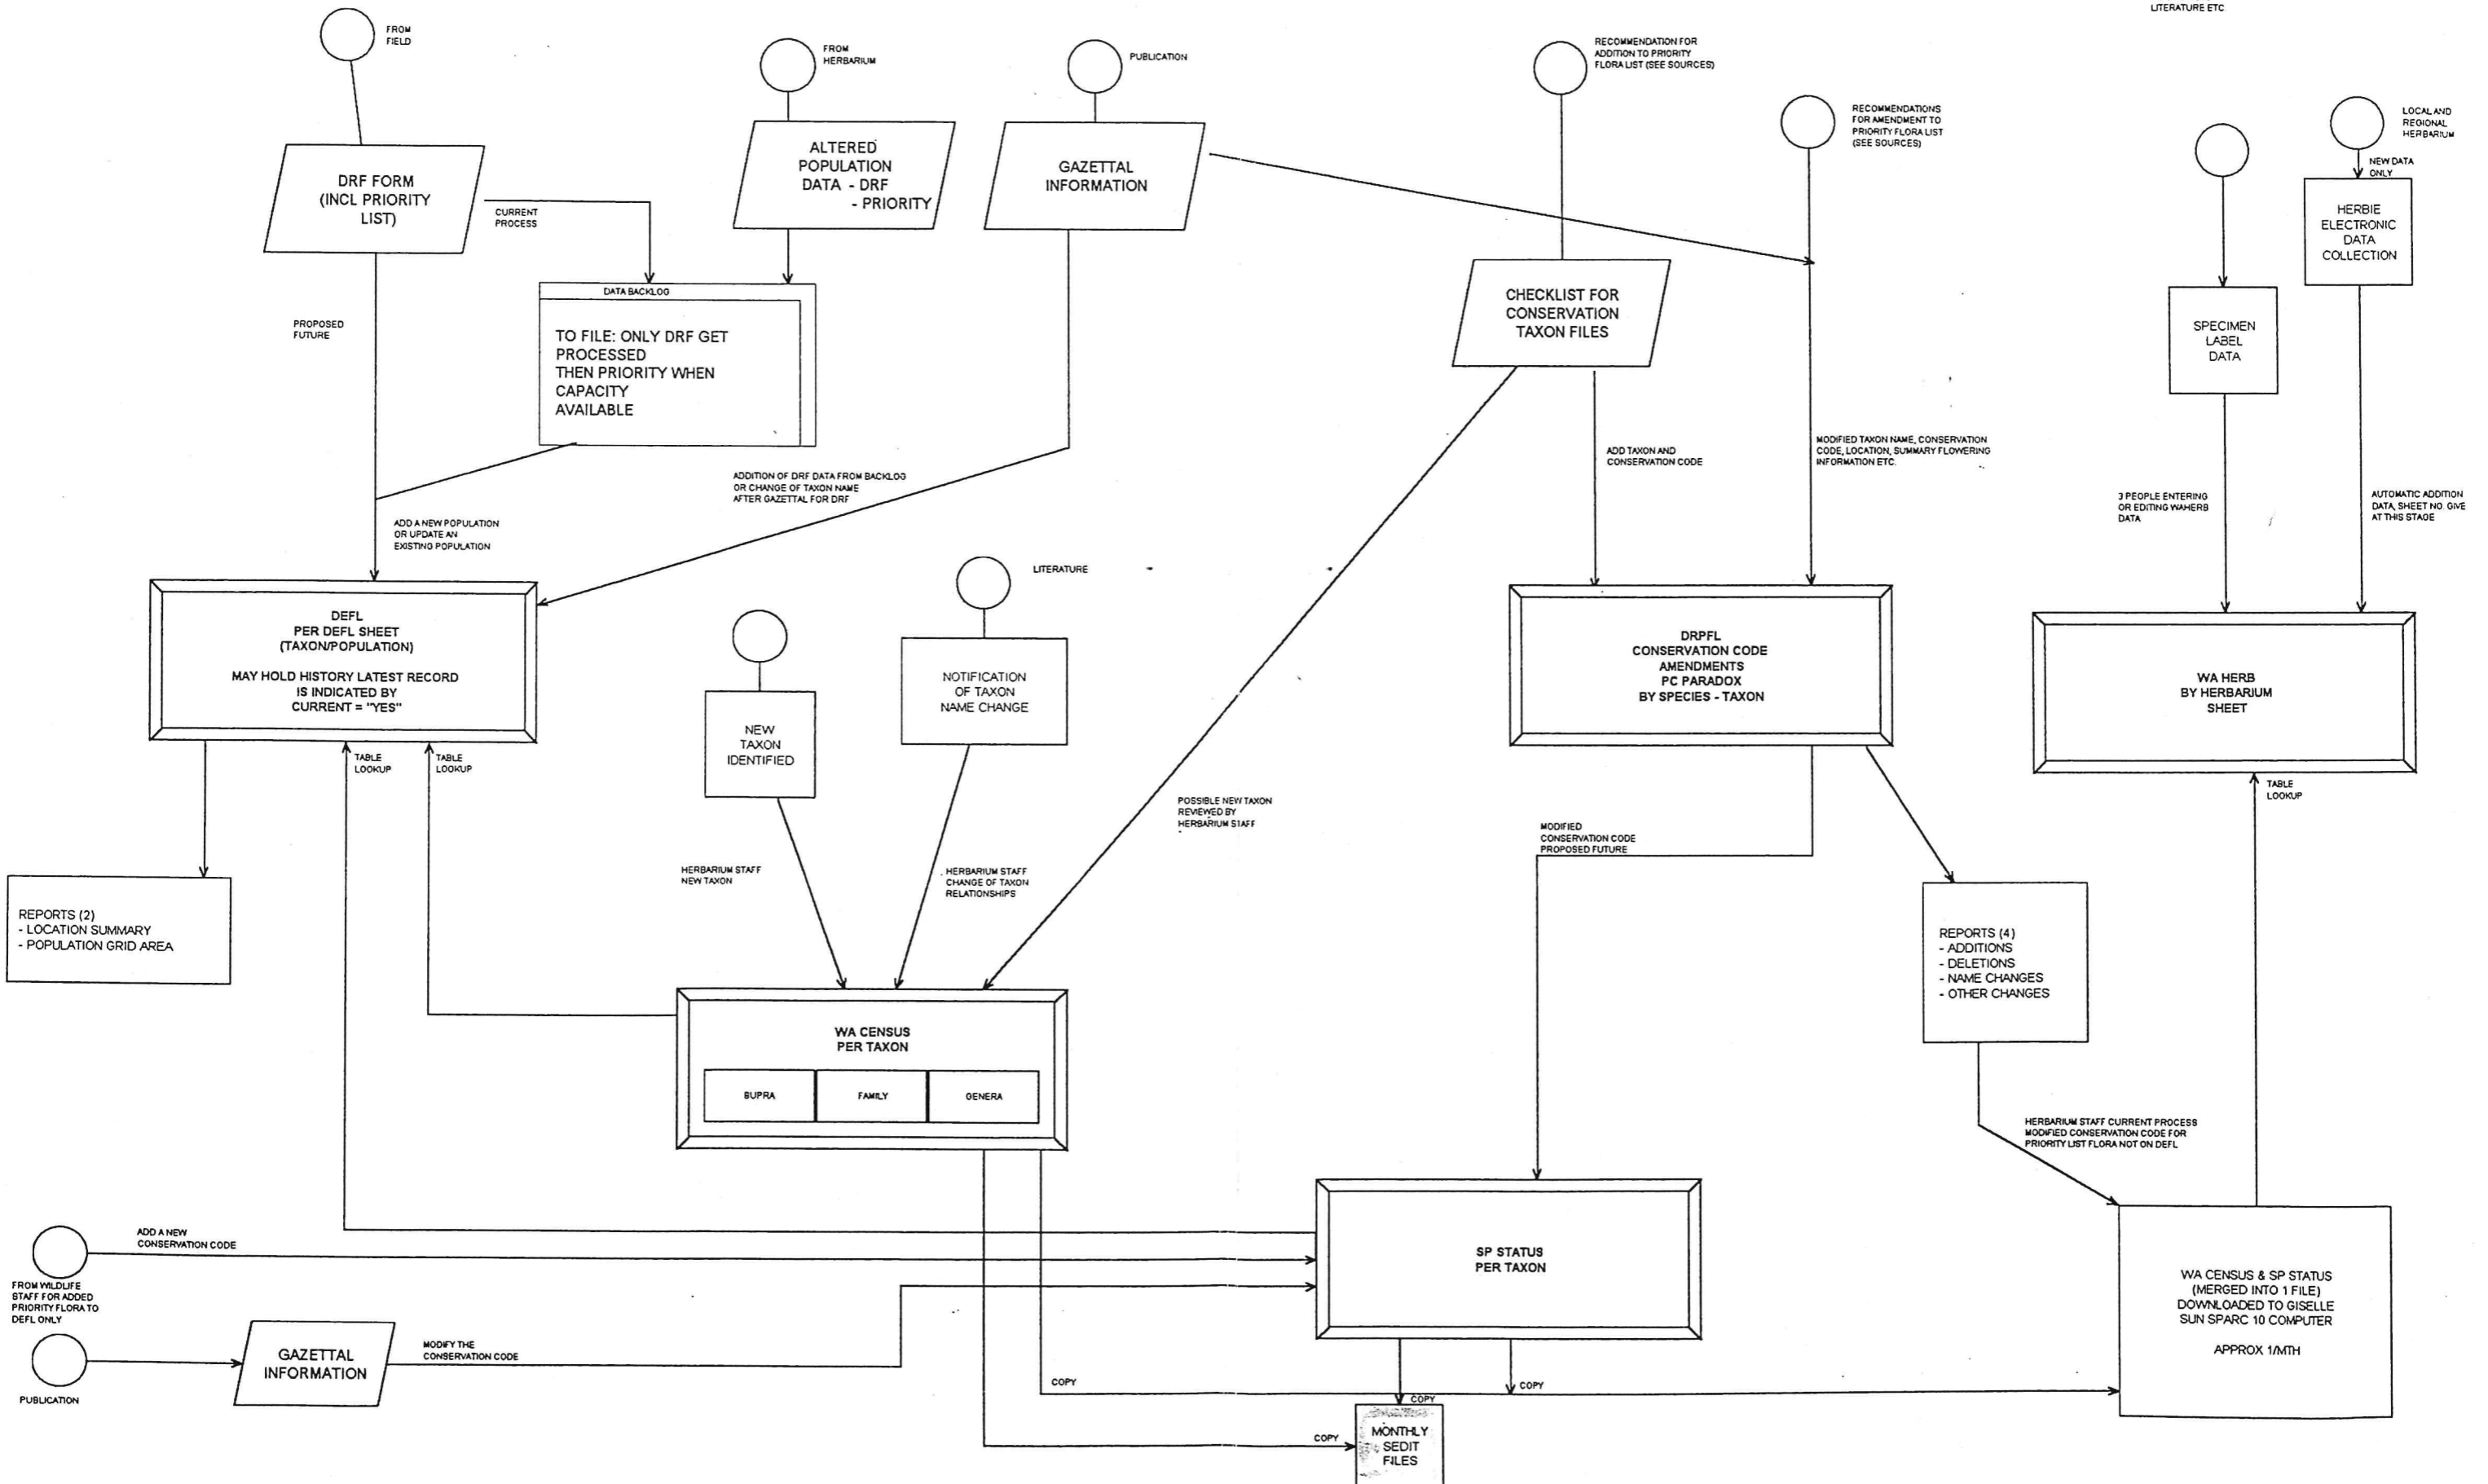 LITERATURE ETC
FROM
FIELD
FROM
HERBARIUM
PUBLICATION
RECOMMENDATION FOR
ADDITION TO PRIORITY
FLORA LIST (SEE SOURCES)
RECOMMENDATIONS
FOR AMENDMENT TO
PRIORITY FLORA LIST
(SEE SOURCES)
LOCAL AND
REGIONAL
HERBARIUM
NEW DATA
ONLY
DRF FORM
(INCL PRIORITY
LIST)
CURRENT
PROCESS
ALTERED
POPULATION
DATA - DRF
- PRIORITY
GAZETTAL
INFORMATION
HERBIE
ELECTRONIC
DATA
COLLECTION
DATA BACKLOG
TO FILE: ONLY DRF GET
PROCESSED
THEN PRIORITY WHEN
CAPACITY
AVAILABLE
CHECKLIST FOR
CONSERVATION
TAXON FILES
SPECIMEN
LABEL
DATA
PROPOSED
FUTURE
ADD TAXON AND
CONSERVATION CODE
MODIFIED TAXON NAME, CONSERVATION
CODE, LOCATION, SUMMARY FLOWERING
INFORMATION ETC.
ADDITION OF DRF DATA FROM BACKLOG
OR CHANGE OF TAXON NAME
AFTER GAZETTAL FOR DRF
3 PEOPLE ENTERING
OR EDITING WAHERB
DATA
AUTOMATIC ADDITION
DATA, SHEET NO. GIVE
AT THIS STAGE
ADD A NEW POPULATION
OR UPDATE AN
EXISTING POPULATION
LITERATURE
DEFL
PER DEFL SHEET
(TAXON/POPULATION)
MAY HOLD HISTORY LATEST RECORD
IS INDICATED BY
CURRENT = "YES"
NEW
TAXON
IDENTIFIED
NOTIFICATION
OF TAXON
NAME CHANGE
DRPFL
CONSERVATION CODE
AMENDMENTS
PC PARADOX
BY SPECIES - TAXON
WA HERB
BY HERBARIUM
SHEET
TABLE
LOOKUP
TABLE
LOOKUP
TABLE
LOOKUP
POSSIBLE NEW TAXON
REVIEWED BY
HERBARIUM STAFF
MODIFIED
CONSERVATION CODE
PROPOSED FUTURE
HERBARIUM STAFF
NEW TAXON
HERBARIUM STAFF
CHANGE OF TAXON
RELATIONSHIPS
REPORTS (2)
- LOCATION SUMMARY
- POPULATION GRID AREA
REPORTS (4)
- ADDITIONS
- DELETIONS
- NAME CHANGES
- OTHER CHANGES
WA CENSUS
PER TAXON
SUPRA
FAMILY
GENERA
HERBARIUM STAFF CURRENT PROCESS
MODIFIED CONSERVATION CODE FOR
PRIORITY LIST FLORA NOT ON DEFL
ADD A NEW
CONSERVATION CODE
FROM WILDLIFE
STAFF FOR ADDED
PRIORITY FLORA TO
DEFL ONLY
SP STATUS
PER TAXON
WA CENSUS & SP STATUS
(MERGED INTO 1 FILE)
DOWNLOADED TO GISELLE
SUN SPARC 10 COMPUTER
APPROX 1/MTH
GAZETTAL
INFORMATION
MODIFY THE
CONSERVATION CODE
PUBLICATION
COPY
COPY
COPY
COPY
MONTHLY
SEDIT
FILES